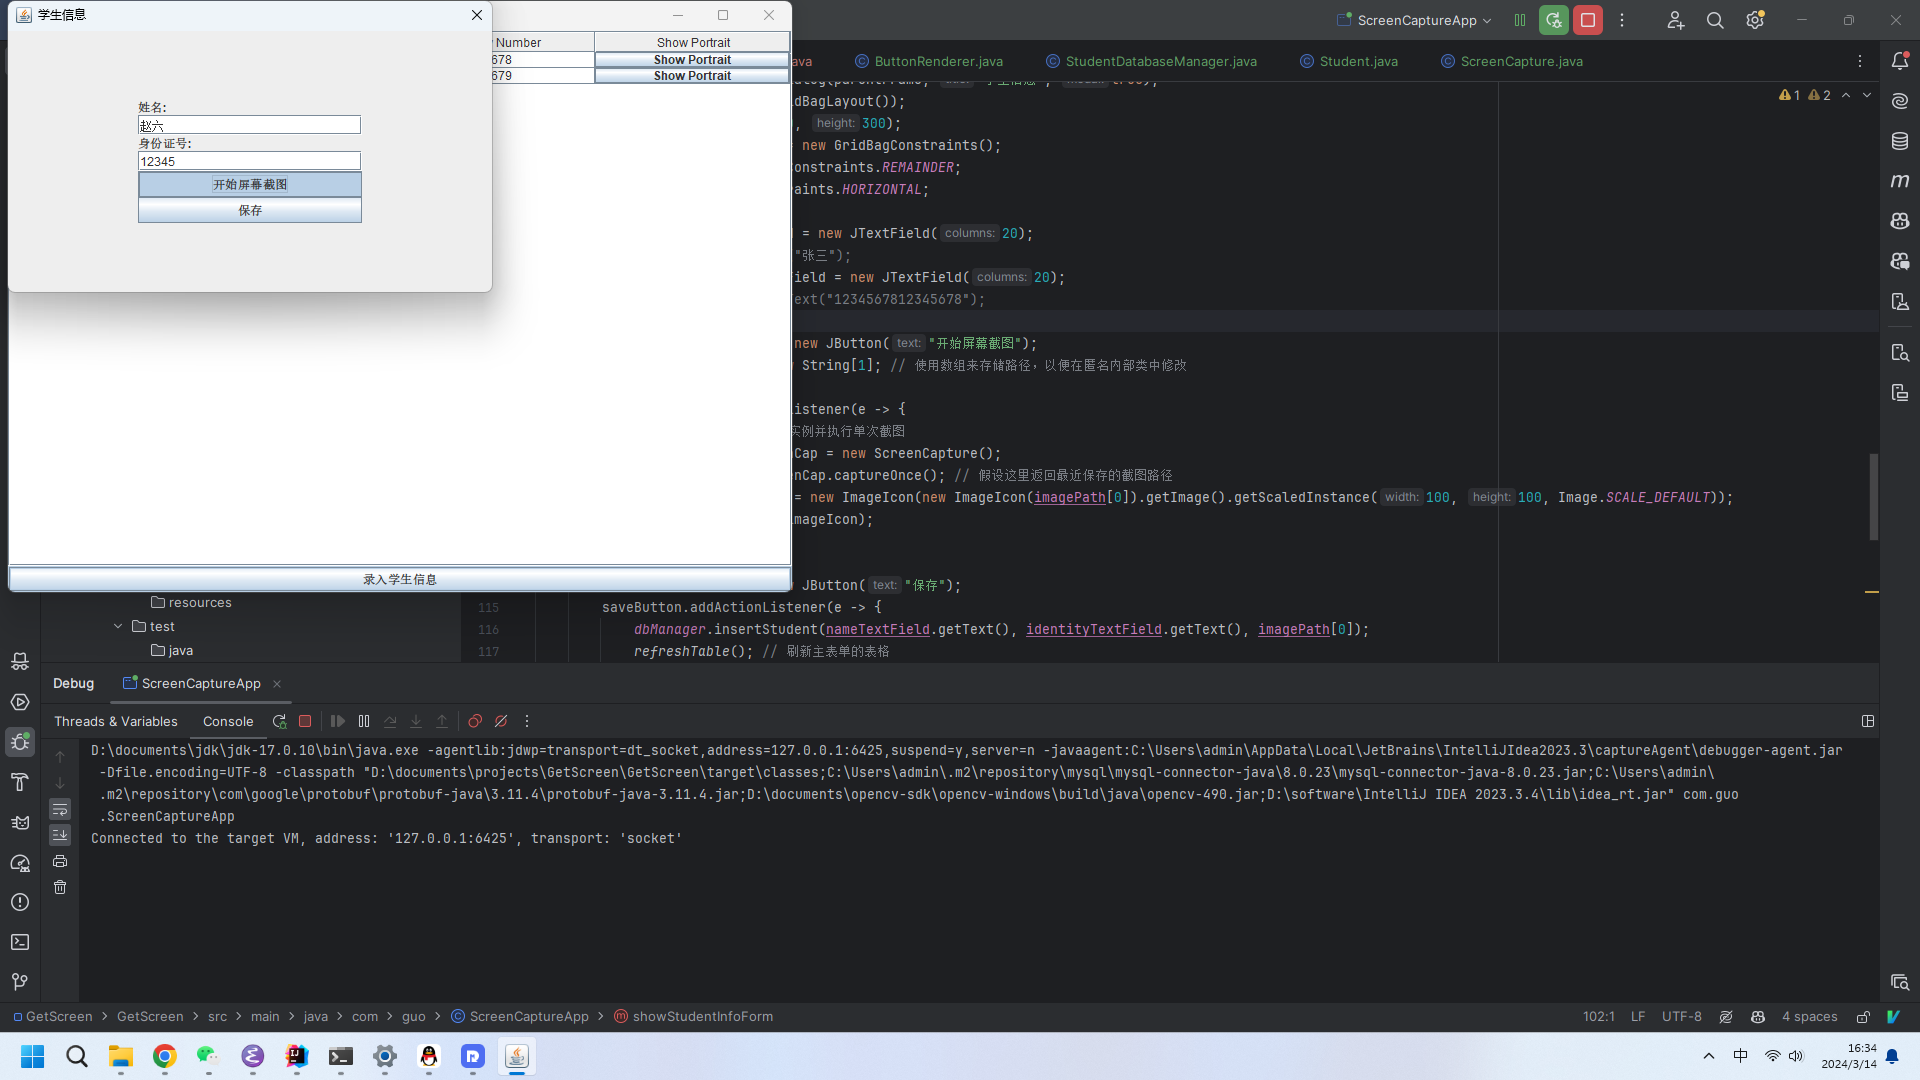 学生信息
Number
Show Portrait
678
Show Portrait
679
Show Portrait
姓名:
赵六
身份证号:
12345
开始屏幕截图
保存
录入学生信息
ScreenCaptureApp
ava
ButtonRenderer.java
StudentDatabaseManager.java
Student.java
ScreenCapture.java
1 2
dBagLayout());
, height: 300);
= new GridBagConstraints();
onstraints.REMAINDER;
aints.HORIZONTAL;
= new JTextField( columns: 20);
"张三");
ield = new JTextField( columns: 20);
ext("1234567812345678");
new JButton( text: "开始屏幕截图");
String[1]; // 使用数组来存储路径，以便在匿名内部类中修改
istener(e -> {
实例并执行单次截图
Cap = new ScreenCapture();
enCap.captureOnce(); // 假设这里返回最近保存的截图路径
= new ImageIcon(new ImageIcon(imagePath[0]).getImage().getScaledInstance( width: 100, height: 100, Image.SCALE_DEFAULT));
mageIcon);
JButton( text: "保存");
115 saveButton.addActionListener(e -> {
116 dbManager.insertStudent(nameTextField.getText(), identityTextField.getText(), imagePath[0]);
117 refreshTable(); // 刷新主表单的表格
resources
test
java
Debug
ScreenCaptureApp
Threads & Variables
Console
D:\documents\jdk\jdk-17.0.10\bin\java.exe -agentlib:jdwp=transport=dt_socket,address=127.0.0.1:6425,suspend=y,server=n -javaagent:C:\Users\admin\AppData\Local\JetBrains\IntelliJIdea2023.3\captureAgent\debugger-agent.jar
-Dfile.encoding=UTF-8 -classpath "D:\documents\projects\GetScreen\GetScreen\target\classes;C:\Users\admin\.m2\repository\mysql\mysql-connector-java\8.0.23\mysql-connector-java-8.0.23.jar;C:\Users\admin\
.m2\repository\com\google\protobuf\protobuf-java\3.11.4\protobuf-java-3.11.4.jar;D:\documents\opencv-sdk\opencv-windows\build\java\opencv-490.jar;D:\software\IntelliJ IDEA 2023.3.4\lib\idea_rt.jar" com.guo
.ScreenCaptureApp
Connected to the target VM, address: '127.0.0.1:6425', transport: 'socket'
GetScreen > GetScreen > src > main > java > com > guo > ScreenCaptureApp > showStudentInfoForm
102:1 LF UTF-8 4 spaces
中
16:34
2024/3/14